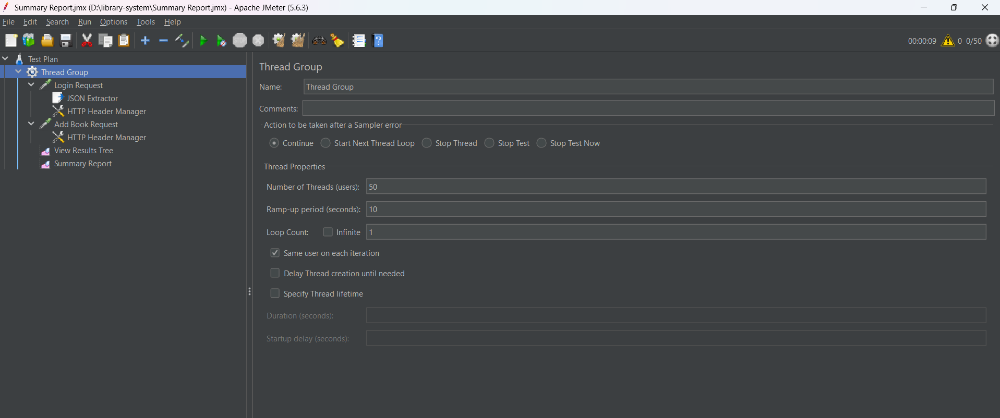 Summary Report.jmx (D:\library-system\Summary Report.jmx) - Apache JMeter (5.6.3)
File Edit Search Run Options Tools Help
STOP
00:00:09 0 0/50
Test Plan
Thread Group
Login Request
JSON Extractor
HTTP Header Manager
Add Book Request
HTTP Header Manager
View Results Tree
Summary Report
Thread Group
Name: Thread Group
Comments:
Action to be taken after a Sampler error
Continue Start Next Thread Loop Stop Thread Stop Test Stop Test Now
Thread Properties
Number of Threads (users): 50
Ramp-up period (seconds): 10
Loop Count: Infinite 1
Same user on each iteration
Delay Thread creation until needed
Specify Thread lifetime
Duration (seconds):
Startup delay (seconds):